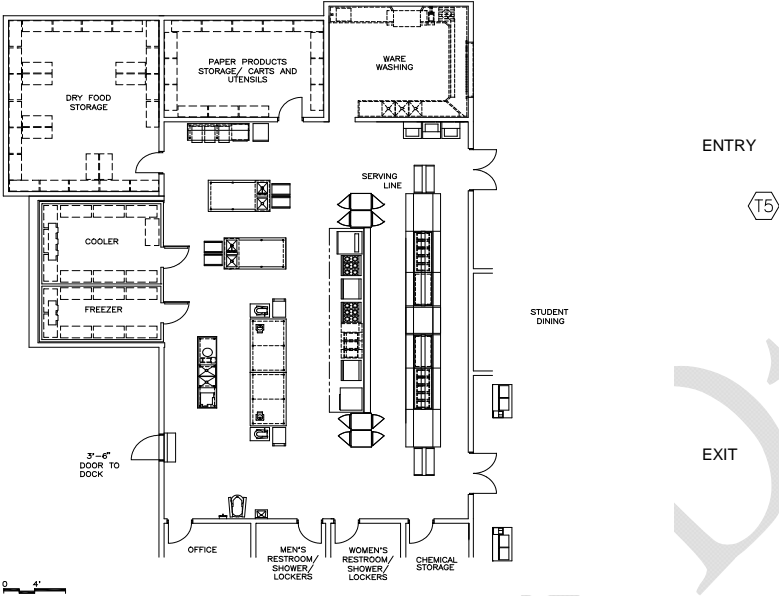 PAPER PRODUCTS
STORAGE/ CARTS AND
UTENSILS
WARE
WASHING
DRY FOOD
STORAGE
ENTRY
SERVING
LINE
T5
COOLER
FREEZER
STUDENT
DINING
3'-6"
DOOR TO
DOCK
EXIT
OFFICE
MEN'S
RESTROOM/
SHOWER/
LOCKERS
WOMEN'S
RESTROOM/
SHOWER/
LOCKERS
CHEMICAL
STORAGE
0 4'